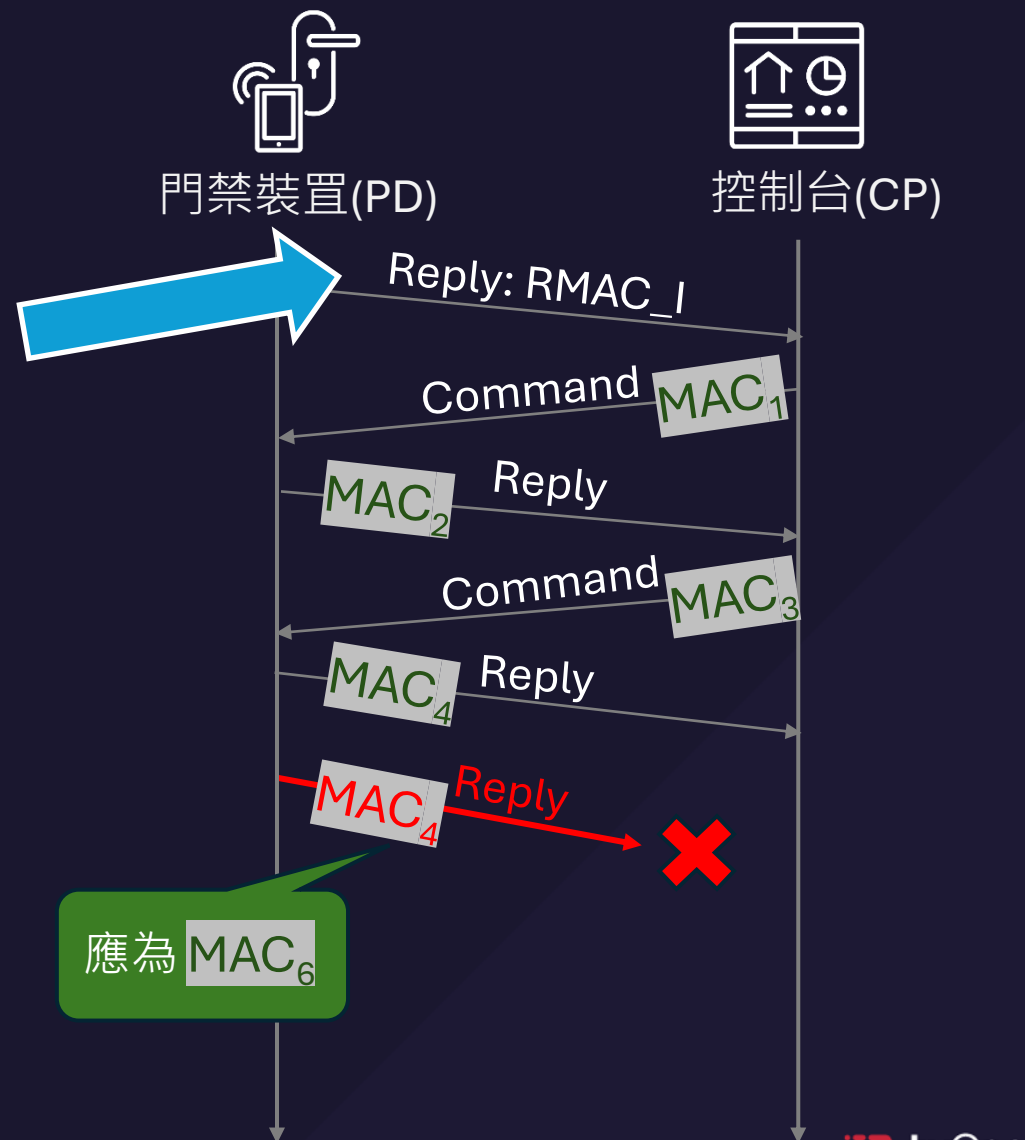 門禁裝置(PD)
控制台(CP)
Reply: RMAC_I
Command MAC₁
MAC₂ Reply
Command MAC₃
MAC₄ Reply
MAC₄ Reply
應為 MAC₆